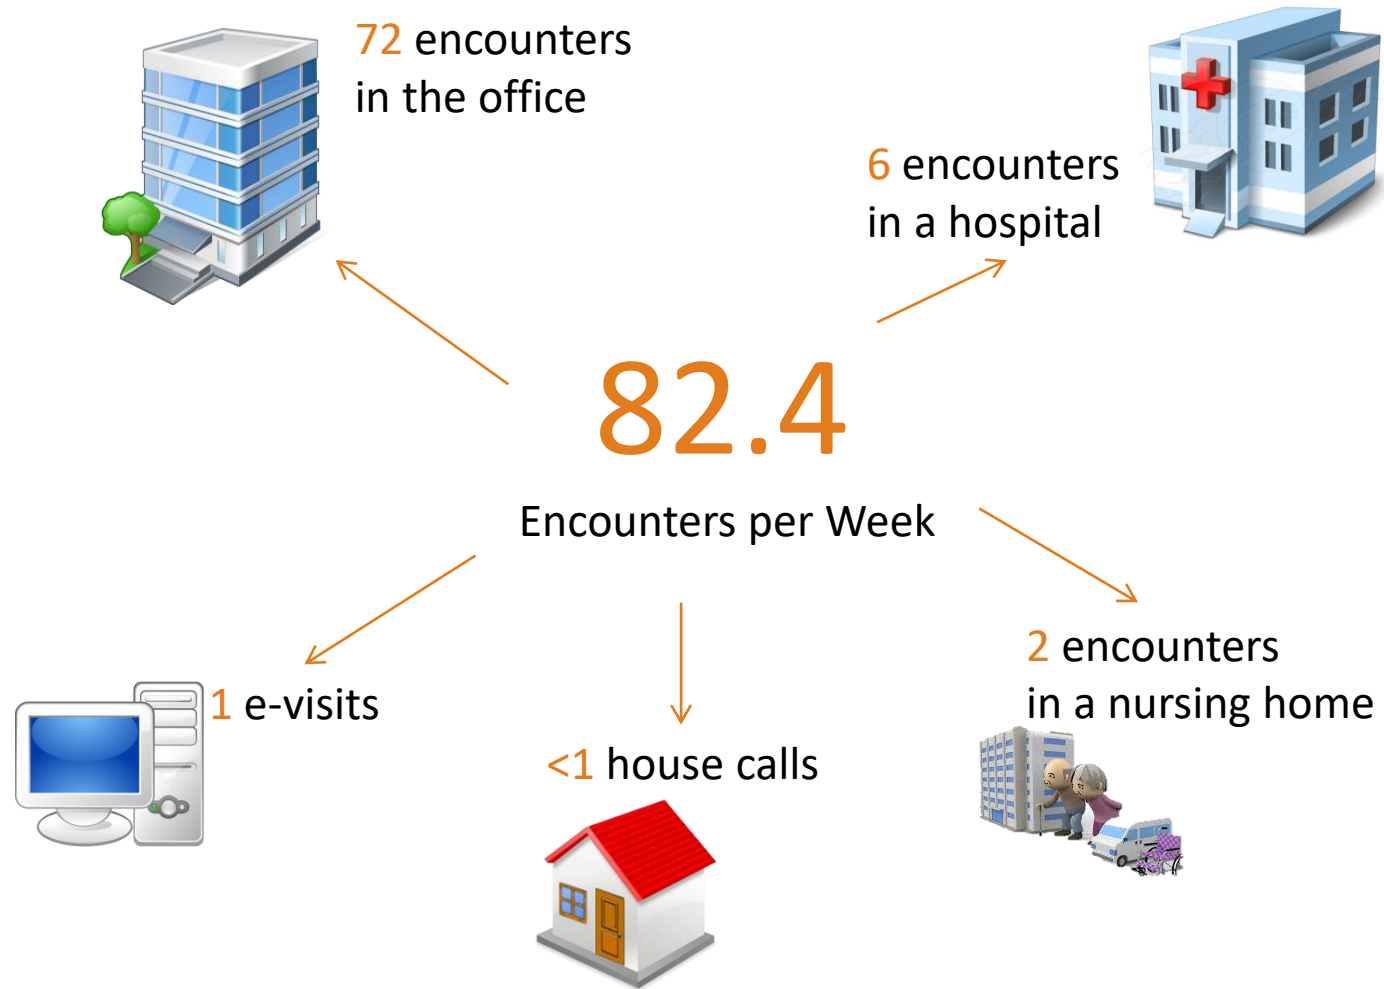 72 encounters
in the office
6 encounters
in a hospital
82.4
Encounters per Week
2 encounters
in a nursing home
1 e-visits
<1 house calls